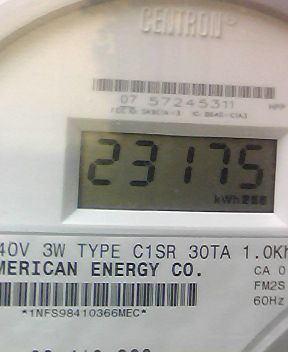 CENTRON
07 57245311
23175
kWh
40V 3W TYPE C1SR 30TA 1.0Kh
MERICAN ENERGY CO. CA 0
FM2S
60Hz
*1NFS98410366MEC*